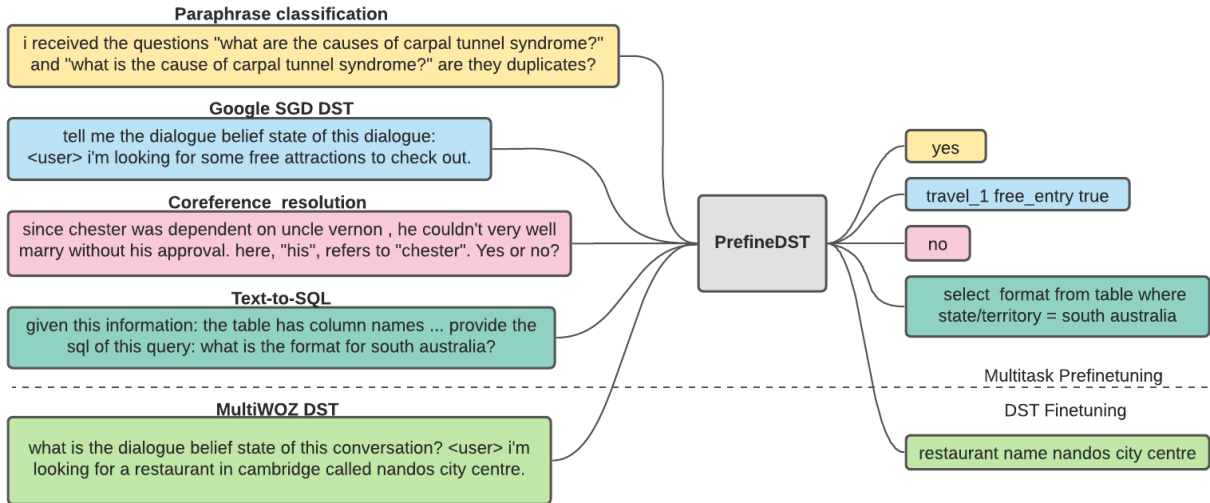 Paraphrase classification
i received the questions "what are the causes of carpal tunnel syndrome?"
and "what is the cause of carpal tunnel syndrome?" are they duplicates?
Google SGD DST
tell me the dialogue belief state of this dialogue:
<user> i'm looking for some free attractions to check out.
Coreference resolution
since chester was dependent on uncle vernon , he couldn't very well
marry without his approval. here, "his", refers to "chester". Yes or no?
Text-to-SQL
given this information: the table has column names ... provide the
sql of this query: what is the format for south australia?
MultiWOZ DST
what is the dialogue belief state of this conversation? <user> i'm
looking for a restaurant in cambridge called nandos city centre.
PrefineDST
yes
travel_1 free_entry true
no
select format from table where
state/territory = south australia
Multitask Prefinetuning
DST Finetuning
restaurant name nandos city centre